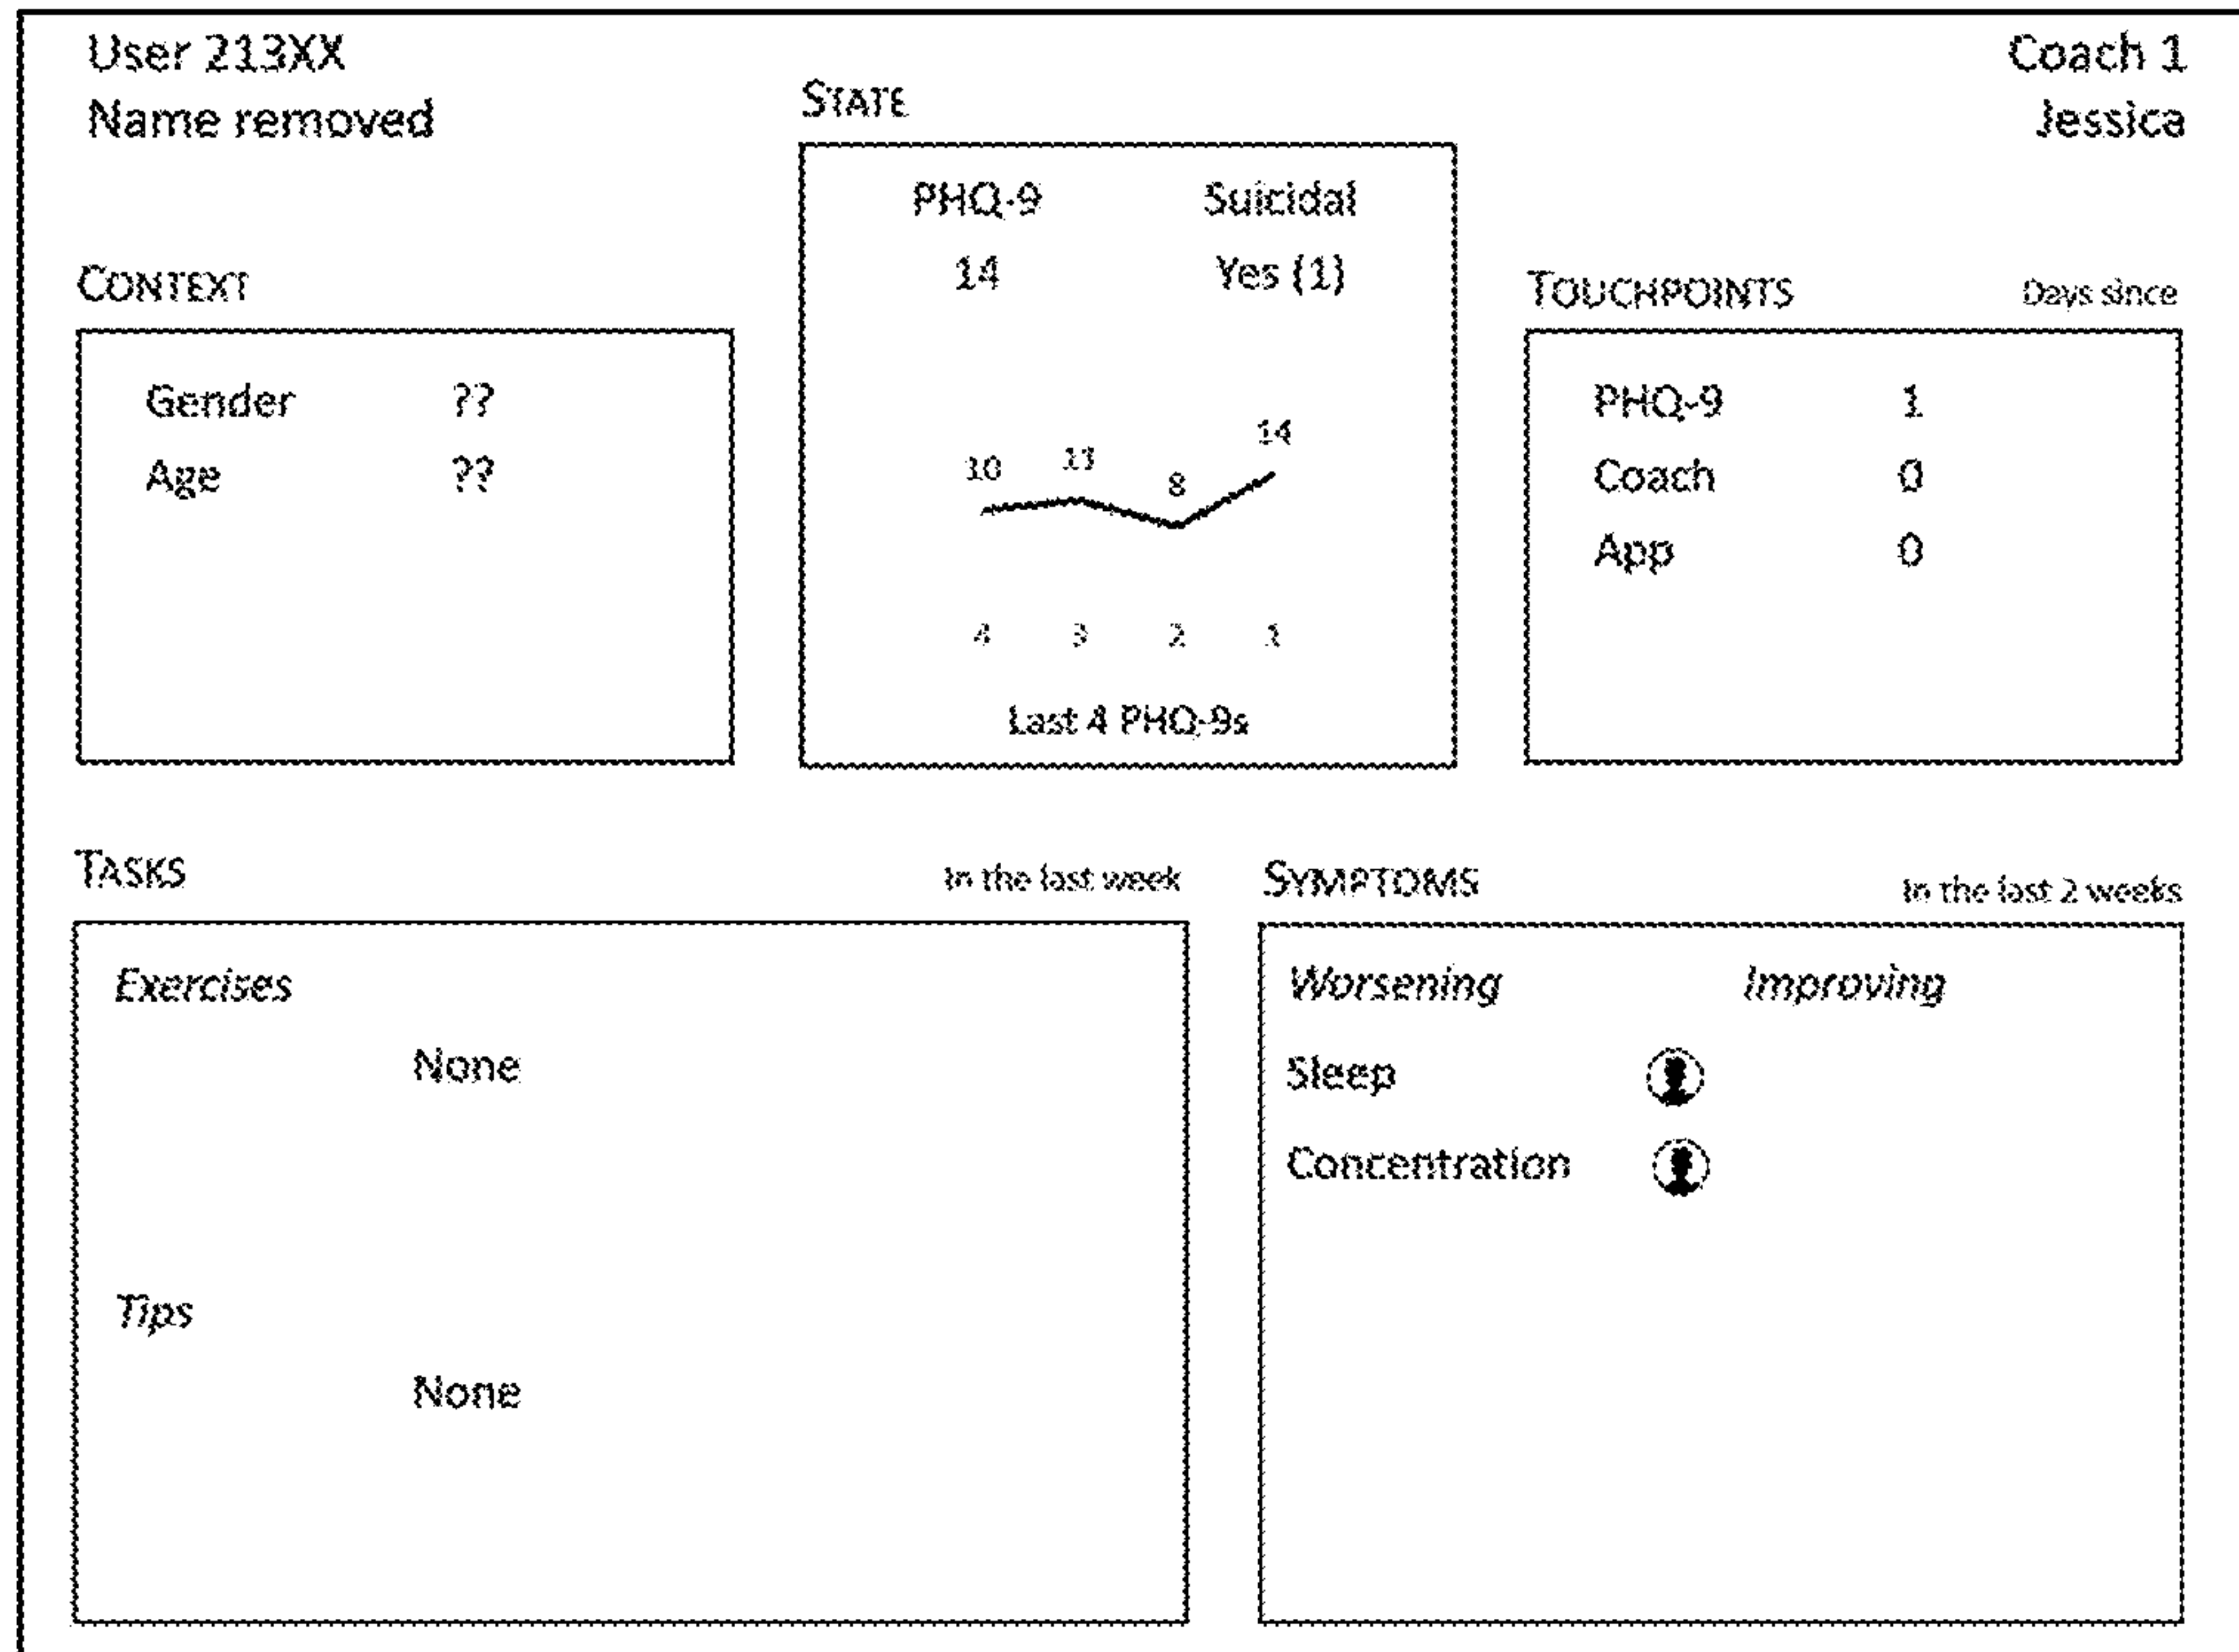 User 213XX
Name removed
Coach 1
Jessica
STATE
PHQ-9 Suicidal
14 Yes (1)
10 11 8 14
4 3 2 1
Last 4 PHQ-9s
CONTEXT
Gender ??
Age ??
TOUCHPOINTS Days since
PHQ-9 1
Coach 0
App 0
TASKS In the last week
Exercises
None
Tips
None
SYMPTOMS In the last 2 weeks
Worsening Improving
Sleep
Concentration